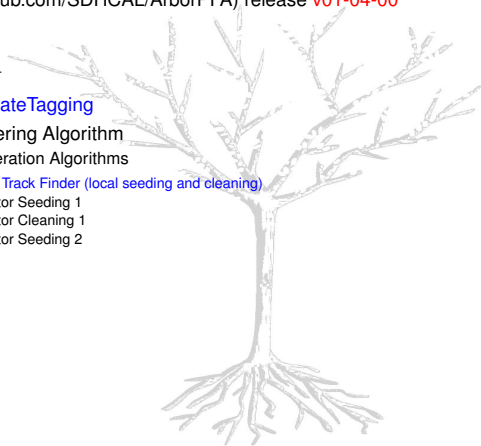 ub.com/SDHCAL/ArborPFA) release v01-04-00
ateTagging
ering Algorithm
eration Algorithms
Track Finder (local seeding and cleaning)
tor Seeding 1
tor Cleaning 1
tor Seeding 2